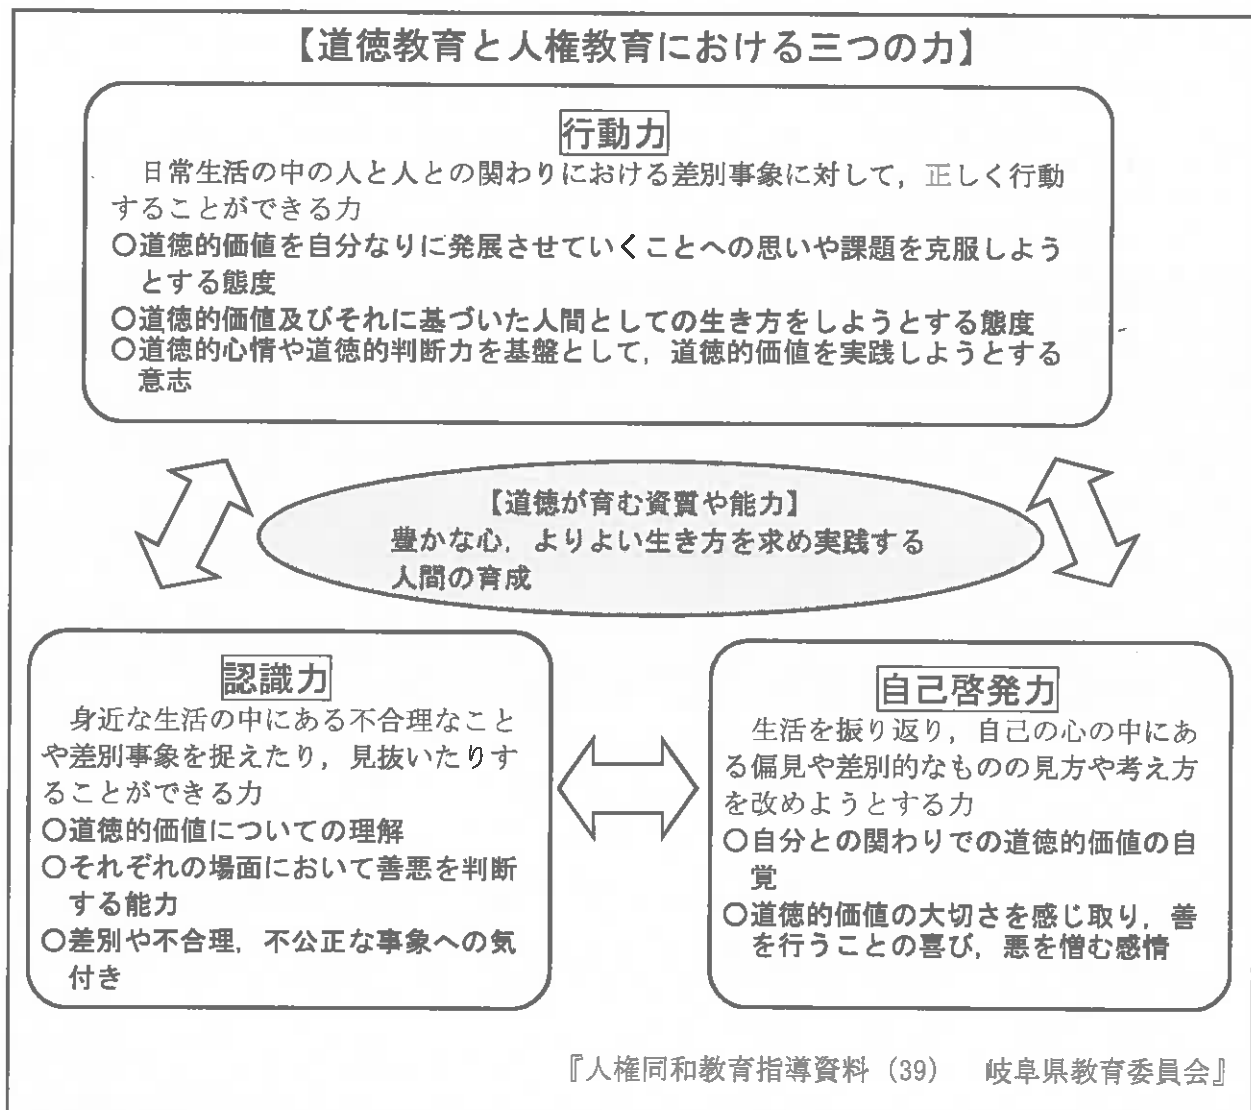 【道徳教育と人権教育における三つの力】
行動力
日常生活の中の人と人との関わりにおける差別事象に対して，正しく行動
することができる力
○道徳的価値を自分なりに発展させていくことへの思いや課題を克服しよう
とする態度
○道徳的価値及びそれに基づいた人間としての生き方をしようとする態度
○道徳的心情や道徳的判断力を基盤として，道徳的価値を実践しようとする
意志
【道徳が育む資質や能力】
豊かな心，よりよい生き方を求め実践する
人間の育成
認識力
身近な生活の中にある不合理なこと
や差別事象を捉えたり，見抜いたりす
ることができる力
○道徳的価値についての理解
○それぞれの場面において善悪を判断
する能力
○差別や不合理，不公正な事象への気
付き
自己啓発力
生活を振り返り，自己の心の中にあ
る偏見や差別的なものの見方や考え方
を改めようとする力
○自分との関わりでの道徳的価値の自
覚
○道徳的価値の大切さを感じ取り，善
を行うことの喜び，悪を憎む感情
『人権同和教育指導資料（39）　岐阜県教育委員会』